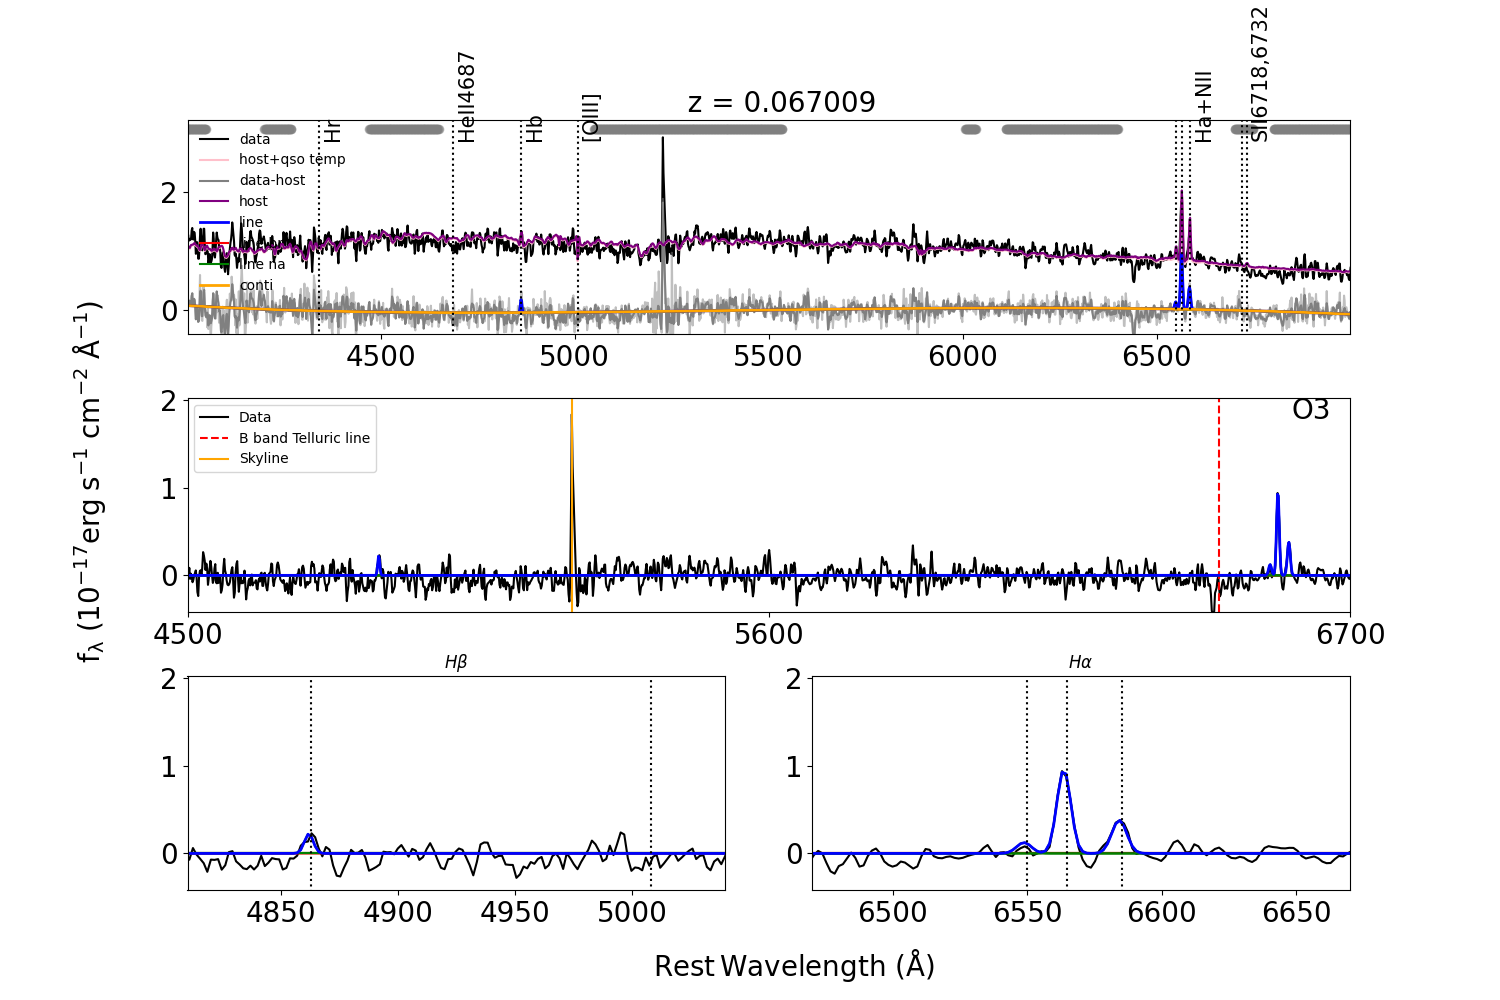 z = 0.067009
Hr
HeII4687
Hb
[OIII]
Ha+NII
SII6718,6732
data
host+qso temp
data-host
host
line
line na
conti
2
0
4500
5000
5500
6000
6500
O3
Data
B band Telluric line
Skyline
2
1
0
4500
5600
6700
Hβ
2
1
0
4850
4900
4950
5000
Hα
2
1
0
6500
6550
6600
6650
f_λ (10^−17 erg s^−1 cm^−2 Å^−1)
Rest Wavelength (Å)